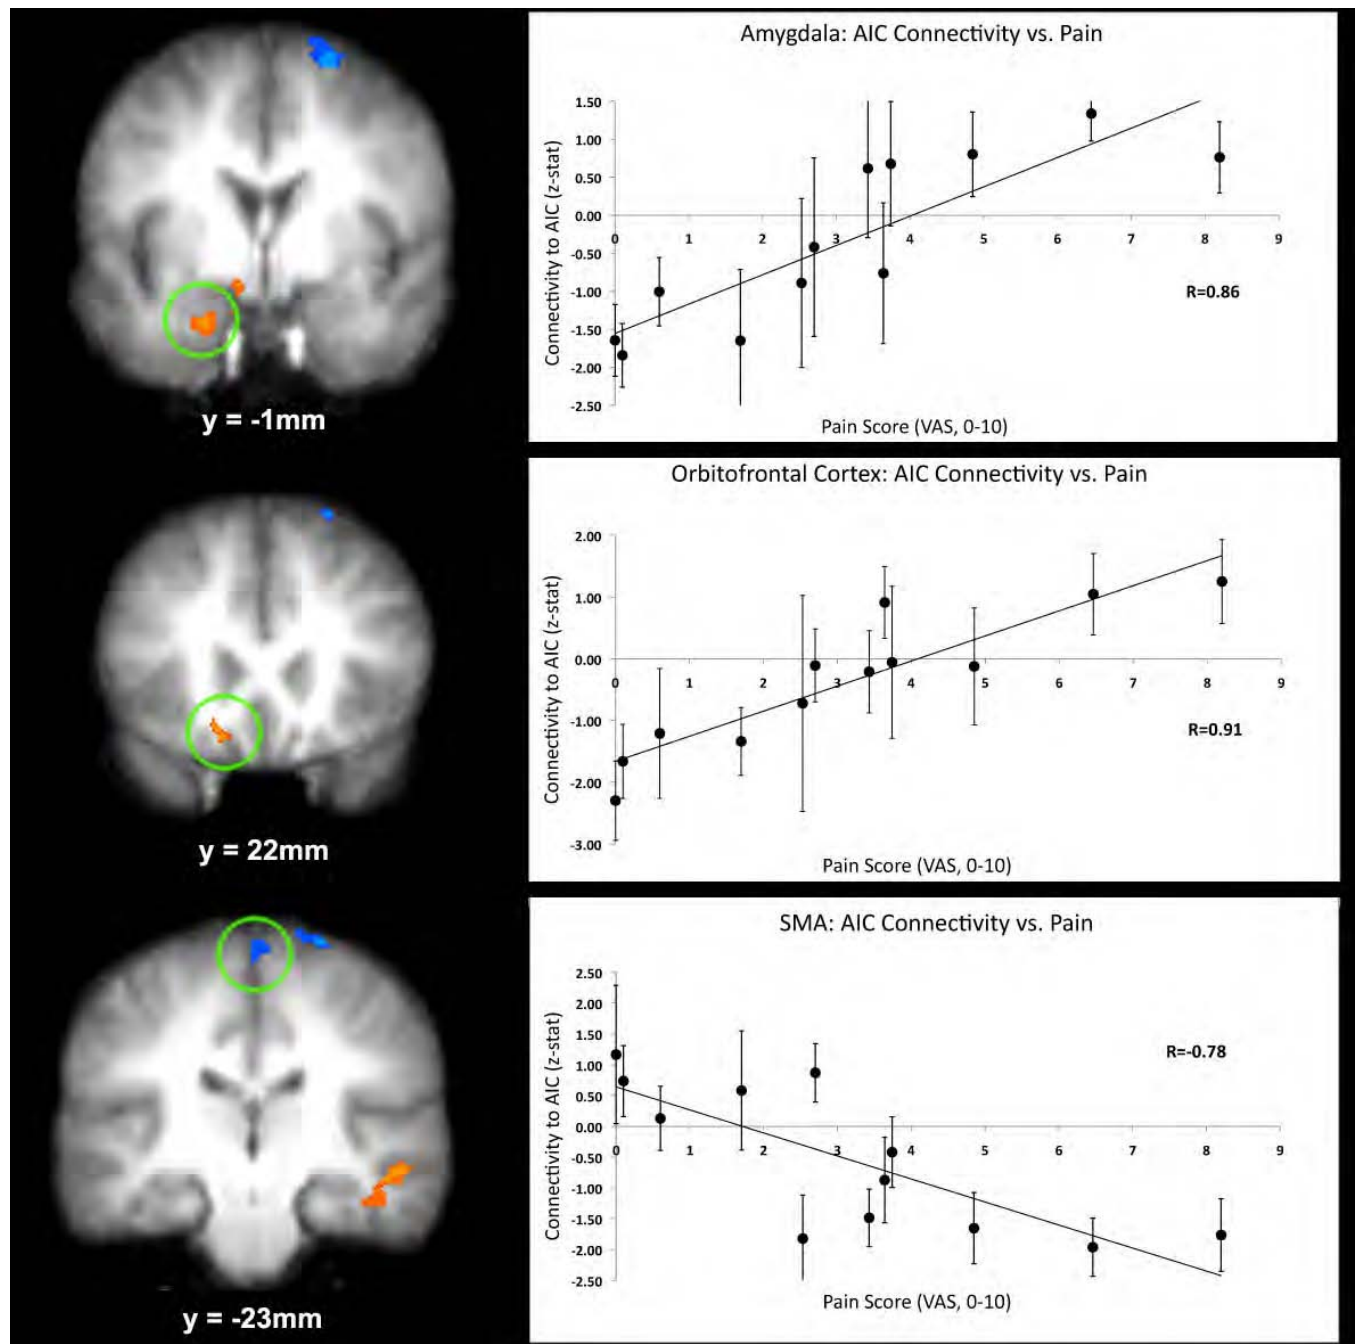 y = -1mm
Amygdala: AIC Connectivity vs. Pain
Connectivity to AIC (z-stat)
1.50
1.00
0.50
0.00
-0.50
-1.00
-1.50
-2.00
-2.50
0 1 2 3 4 5 6 7 8 9
R=0.86
Pain Score (VAS, 0-10)
y = 22mm
Orbitofrontal Cortex: AIC Connectivity vs. Pain
Connectivity to AIC (z-stat)
2.00
1.00
0.00
-1.00
-2.00
-3.00
0 1 2 3 4 5 6 7 8 9
R=0.91
Pain Score (VAS, 0-10)
y = -23mm
SMA: AIC Connectivity vs. Pain
Connectivity to AIC (z-stat)
2.50
2.00
1.50
1.00
0.50
0.00
-0.50
-1.00
-1.50
-2.00
-2.50
0 1 2 3 4 5 6 7 8 9
R=-0.78
Pain Score (VAS, 0-10)